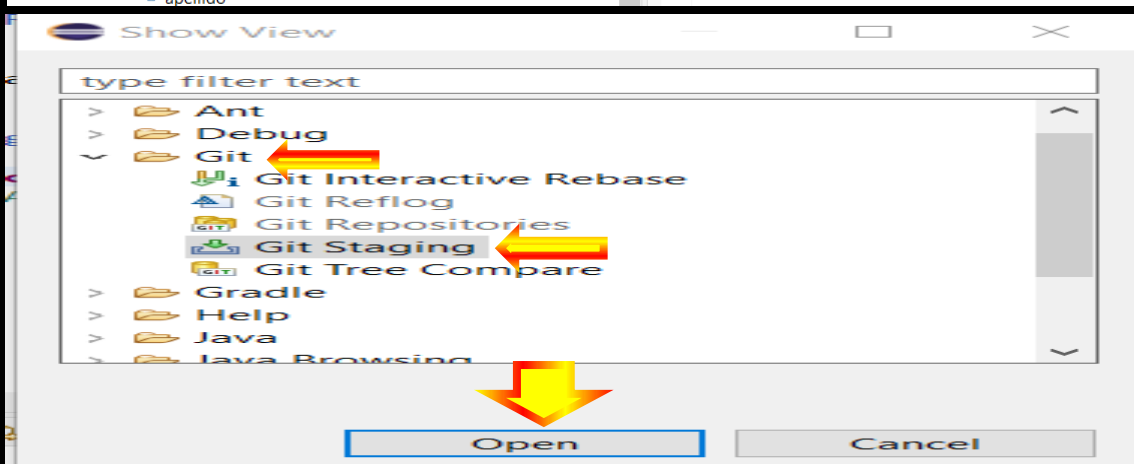 apellido
Show View
type filter text
Ant
Debug
Git
Git Interactive Rebase
Git Reflog
Git Repositories
Git Staging
Git Tree Compare
Gradle
Help
Java
Java Browsing
Open
Cancel